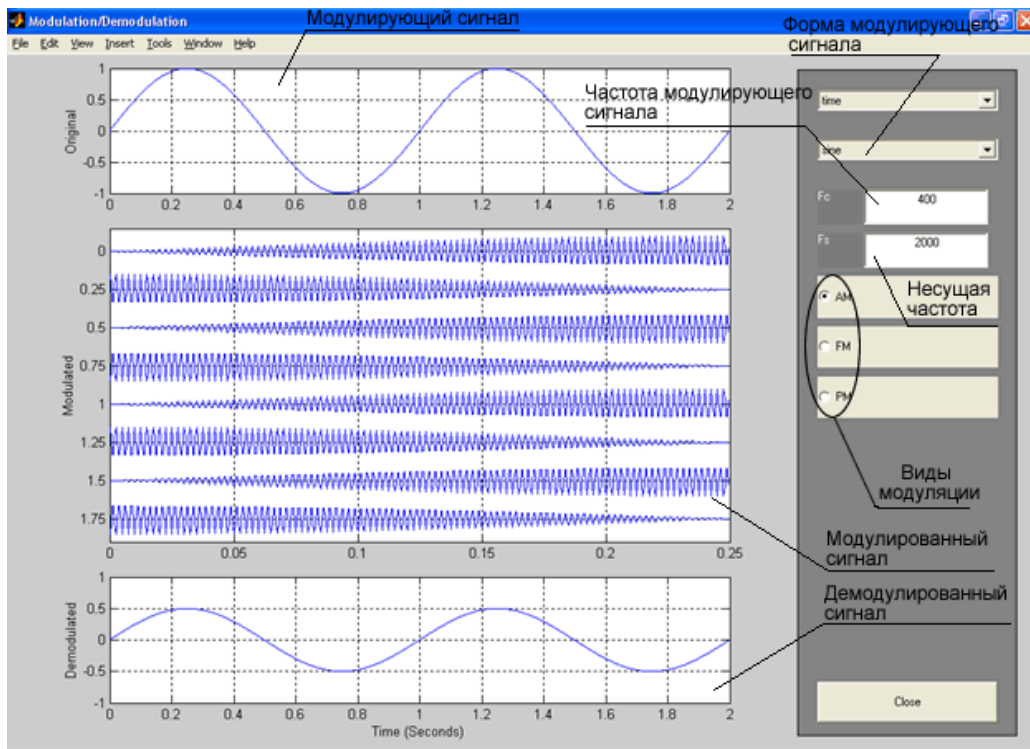 Modulation/Demodulation
Модулирующий сигнал
Форма модулирующего
сигнала
File Edit View Insert Tools Window Help
Частота модулирующего
сигнала
time
sine
Fc 400
Fs 2000
AM
FM
PM
Несущая
частота
Виды
модуляции
Модулированный
сигнал
Демодулированный
сигнал
Close
Original
1
0.5
0
-0.5
-1
0 0.2 0.4 0.6 0.8 1 1.2 1.4 1.6 1.8 2
Modulated
0
0.25
0.5
0.75
1
1.25
1.5
1.75
0 0.05 0.1 0.15 0.2 0.25
Demodulated
1
0.5
0
-0.5
-1
0 0.2 0.4 0.6 0.8 1 1.2 1.4 1.6 1.8 2
Time (Seconds)